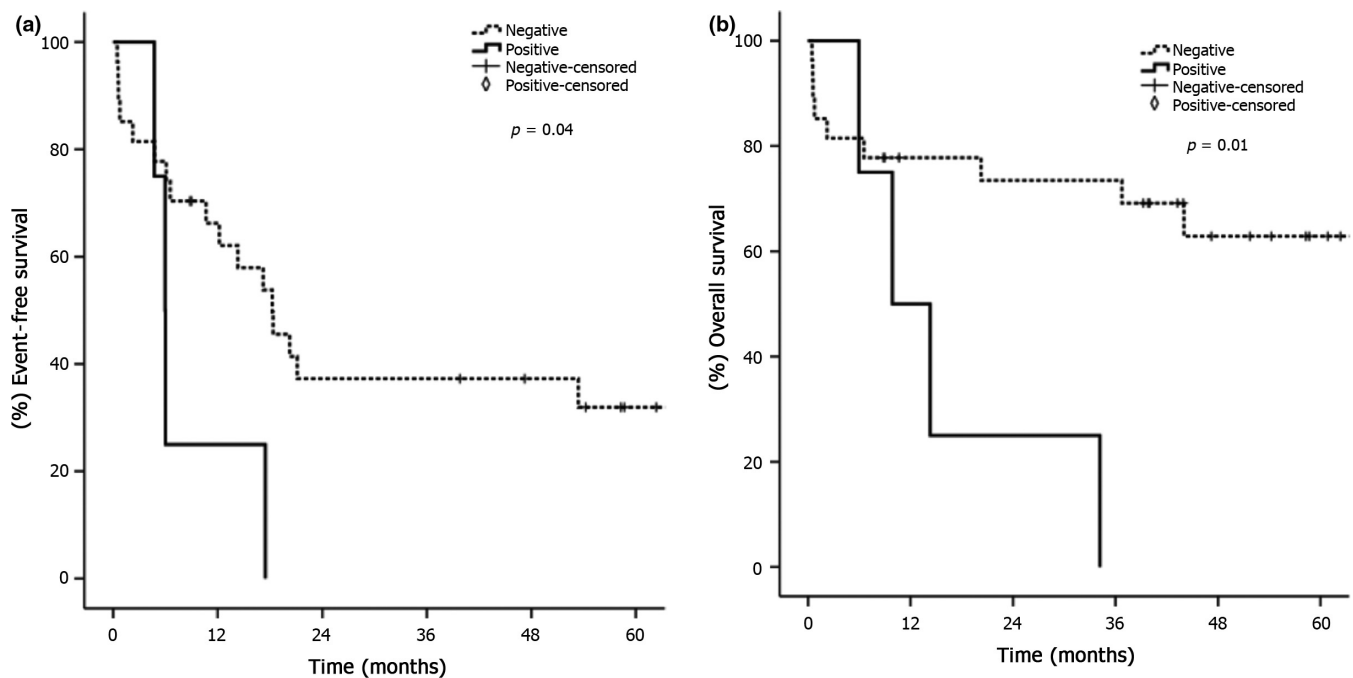 (a)
Negative
Positive
Negative-censored
Positive-censored
p = 0.04
100
80
60
40
20
0
(%) Event-free survival
0 12 24 36 48 60
Time (months)
(b)
Negative
Positive
Negative-censored
Positive-censored
p = 0.01
100
80
60
40
20
0
(%) Overall survival
0 12 24 36 48 60
Time (months)